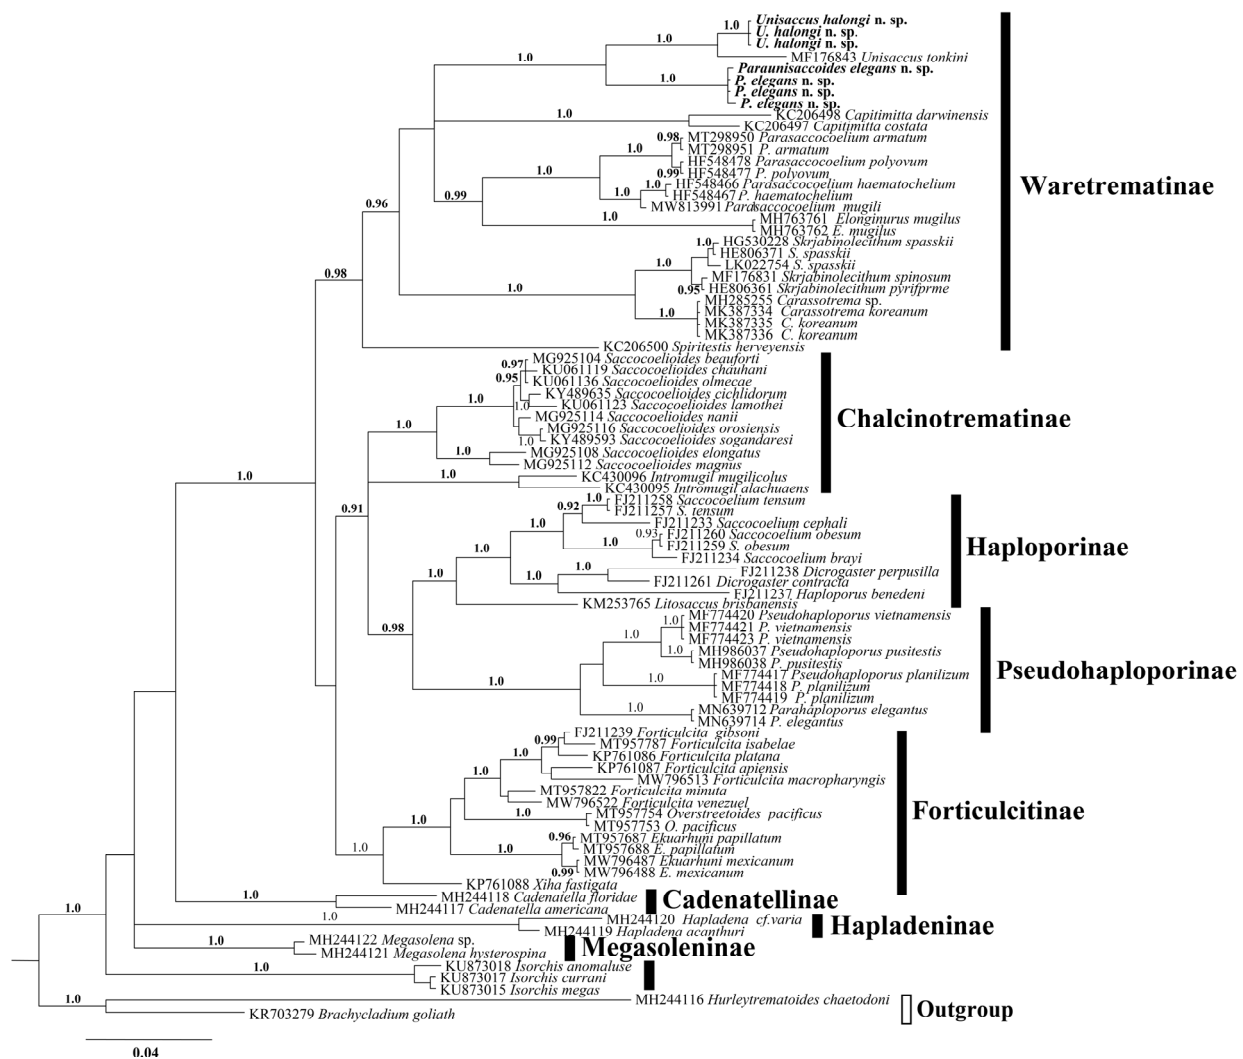 1.0
Unisaccus halongi n. sp.
U. halongi n. sp.
U. halongi n. sp.
1.0
MF176843 Unisaccus tonkini
1.0
Paraunisaccoides elegans n. sp.
1.0
P. elegans n. sp.
P. elegans n. sp.
P. elegans n. sp.
1.0
KC206498 Capitimitta darwinensis
KC206497 Capitimitta costata
0.98
MT298950 Parasaccocoelium armatum
MT298951 P. armatum
1.0
HF548478 Parasaccocoelium polyovum
0.99
HF548477 P. polyovum
1.0
1.0
HF548466 Parasaccocoelium haematochelium
0.99
1.0
HF548467 P. haematochelium
MW813991 Parasaccocoelium mugili
Waretrematinae
0.96
1.0
MH763761 Elonginurus mugilus
MH763762 E. mugilus
1.0
HG530228 Skrjabinolecithum spasskii
HE806371 S. spasskii
1.0
LK022754 S. spasskii
0.98
MF176831 Skrjabinolecithum spinosum
0.95
HE806361 Skrjabinolecithum pyrifprme
1.0
MH285255 Carassotrema sp.
1.0
MK387334 Carassotrema koreanum
MK387335 C. koreanum
MK387336 C. koreanum
KC206500 Spiritestis herveyensis
MG925104 Saccocoelioides beauforti
0.97
KU061119 Saccocoelioides chauhani
0.95
KU061136 Saccocoelioides olmecae
KY489635 Saccocoelioides cichlidorum
1.0
1.0
KU061123 Saccocoelioides lamothei
MG925114 Saccocoelioides nanii
Chalcinotrematinae
1.0
MG925116 Saccocoelioides orosiensis
1.0
KY489593 Saccocoelioides sogandaresi
1.0
MG925108 Saccocoelioides elongatus
MG925112 Saccocoelioides magnus
1.0
1.0
KC430096 Intromugil mugilicolus
KC430095 Intromugil alachuaens
1.0
FJ211258 Saccocoelium tensum
0.91
0.92
FJ211257 S. tensum
1.0
FJ211233 Saccocoelium cephali
0.93
FJ211260 Saccocoelium obesum
1.0
FJ211259 S. obesum
1.0
FJ211234 Saccocoelium brayi
Haploporinae
1.0
1.0
FJ211238 Dicrogaster perpusilla
1.0
FJ211261 Dicrogaster contracta
FJ211237 Haploporus benedeni
KM253765 Litosaccus brisbanensis
1.0
MF774420 Pseudohaploporus vietnamensis
0.98
1.0
MF774421 P. vietnamensis
MF774423 P. vietnamensis
1.0
MH986037 Pseudohaploporus pusitestis
MH986038 P. pusitestis
Pseudohaploporinae
1.0
1.0
MF774417 Pseudohaploporus planilizum
MF774418 P. planilizum
MF774419 P. planilizum
1.0
MN639712 Parahaploporus elegantus
MN639714 P. elegantus
0.99
FJ211239 Forticulcita gibsoni
MT957787 Forticulcita isabelae
1.0
KP761086 Forticulcita platana
1.0
KP761087 Forticulcita apiensis
MW796513 Forticulcita macropharyngis
MT957822 Forticulcita minuta
MW796522 Forticulcita venezuel
Forticulcitinae
1.0
1.0
MT957754 Overstreetoides pacificus
MT957753 O. pacificus
0.96
MT957687 Ekuarhuni papillatum
1.0
1.0
MT957688 E. papillatum
MW796487 Ekuarhuni mexicanum
0.99
MW796488 E. mexicanum
KP761088 Xiha fastigata
1.0
MH244118 Cadenatella floridae
Cadenatellinae
MH244117 Cadenatella americana
1.0
1.0
MH244120 Hapladena cf.varia
Hapladeninae
MH244119 Hapladena acanthuri
1.0
MH244122 Megasolena sp.
Megasoleninae
MH244121 Megasolena hysterospina
1.0
KU873018 Isorchis anomaluse
KU873017 Isorchis currani
KU873015 Isorchis megas
1.0
MH244116 Hurleytrematoides chaetodoni
Outgroup
KR703279 Brachycladium goliath
0.04